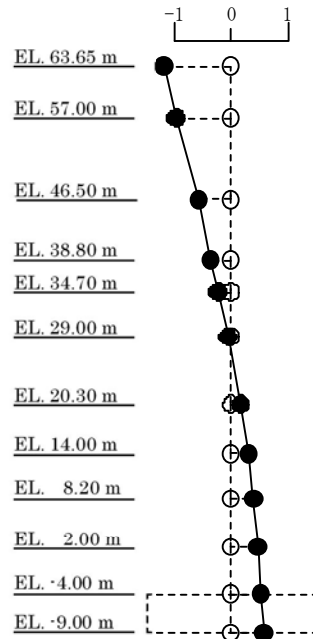 -1 0 1
EL. 63.65 m
EL. 57.00 m
EL. 46.50 m
EL. 38.80 m
EL. 34.70 m
EL. 29.00 m
EL. 20.30 m
EL. 14.00 m
EL. 8.20 m
EL. 2.00 m
EL. -4.00 m
EL. -9.00 m